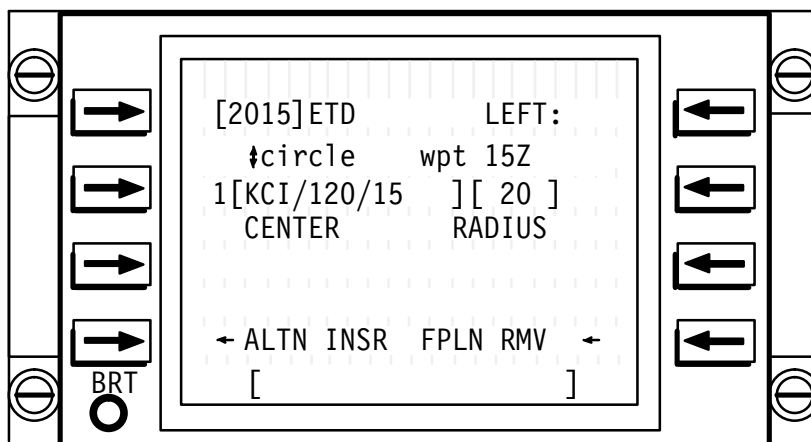 [2015]ETD LEFT:
circle wpt 15Z
1[KCI/120/15 ][ 20 ]
CENTER RADIUS
←ALTN INSR FPLN RMV ←
[ ]
BRT